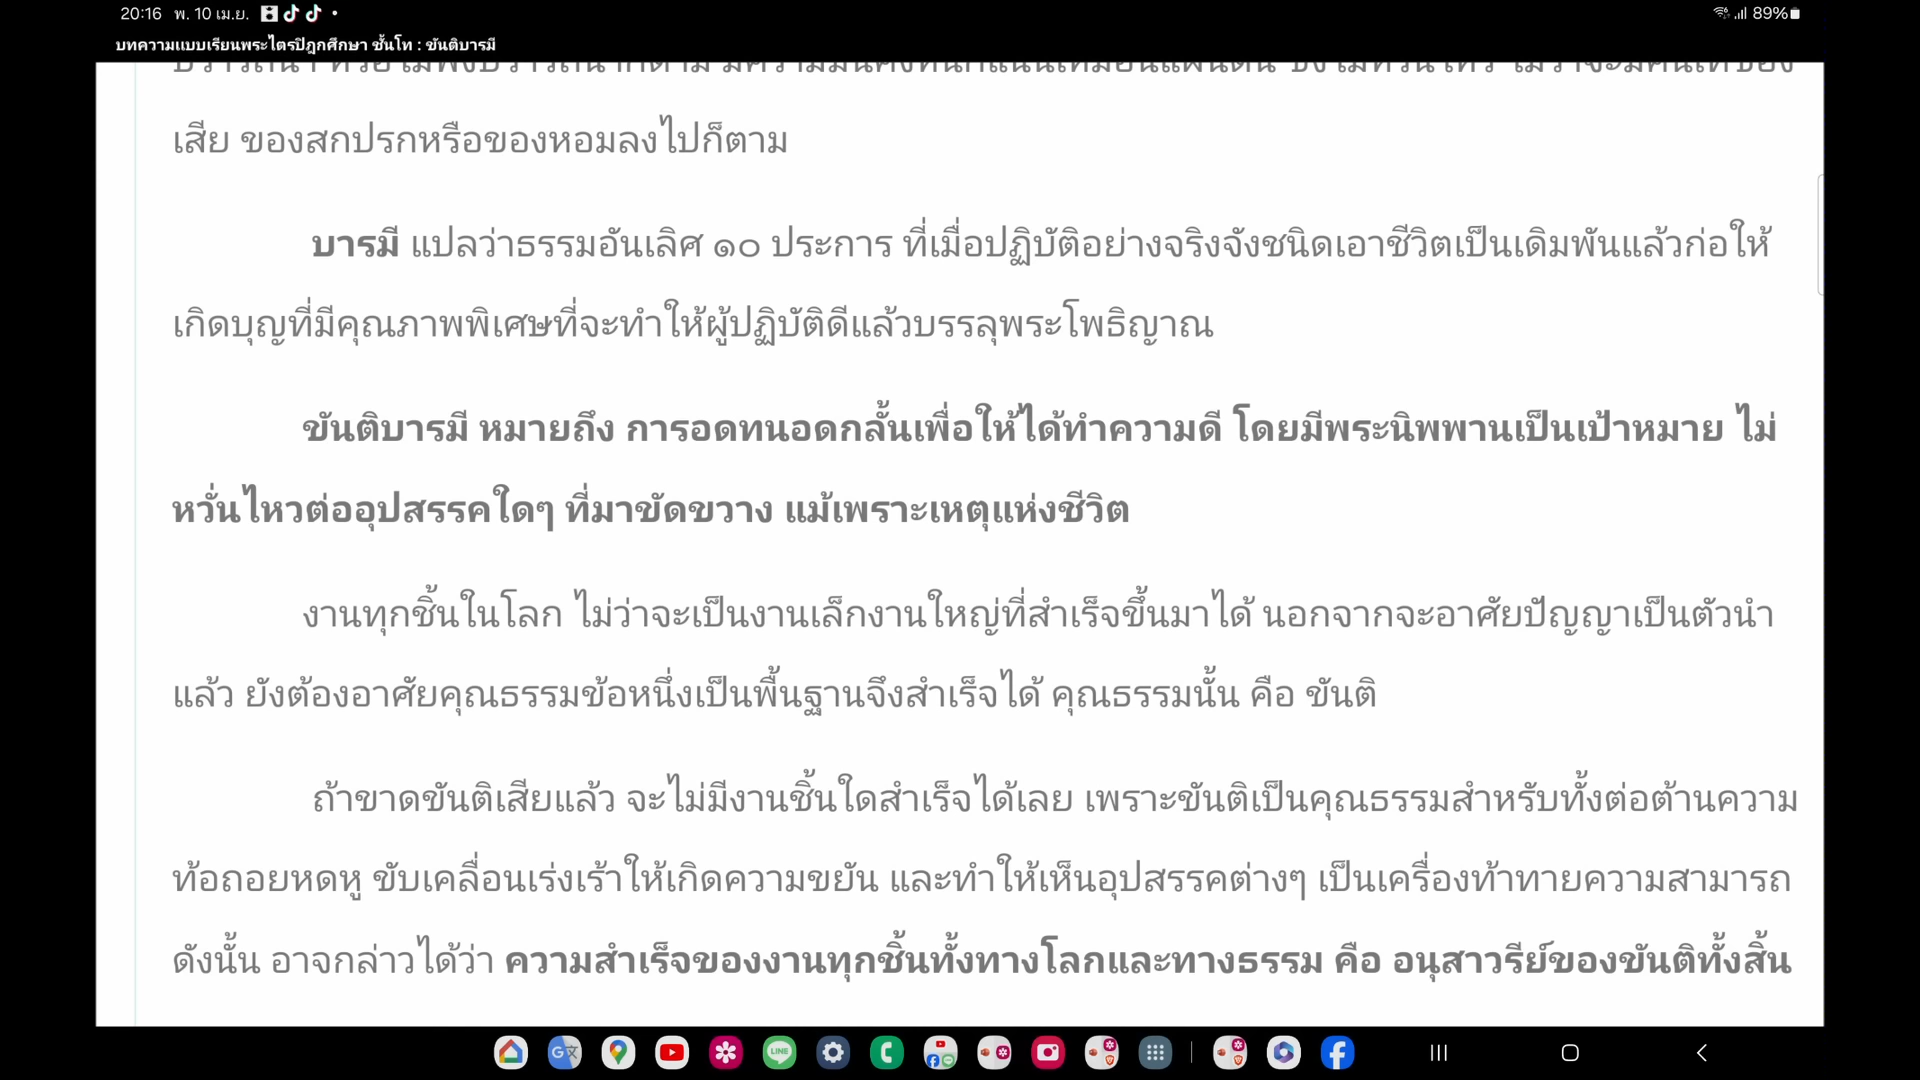 20:16 พ. 10 เม.ย.
89%
บทความแบบเรียนพระไตรปิฎกศึกษา ชั้นโท : ขันติบารมี
เสีย ของสกปรกหรือของหอมลงไปก็ตาม
บารมี แปลว่าธรรมอันเลิศ ๑๐ ประการ ที่เมื่อปฏิบัติอย่างจริงจังชนิดเอาชีวิตเป็นเดิมพันแล้วก่อให้
เกิดบุญที่มีคุณภาพพิเศษที่จะทำให้ผู้ปฏิบัติดีแล้วบรรลุพระโพธิญาณ
ขันติบารมี หมายถึง การอดทนอดกลั้นเพื่อให้ได้ทำความดี โดยมีพระนิพพานเป็นเป้าหมาย ไม่
หวั่นไหวต่ออุปสรรคใดๆ ที่มาขัดขวาง แม้เพราะเหตุแห่งชีวิต
งานทุกชิ้นในโลก ไม่ว่าจะเป็นงานเล็กงานใหญ่ที่สำเร็จขึ้นมาได้ นอกจากจะอาศัยปัญญาเป็นตัวนำ
แล้ว ยังต้องอาศัยคุณธรรมข้อหนึ่งเป็นพื้นฐานจึงสำเร็จได้ คุณธรรมนั้น คือ ขันติ
ถ้าขาดขันติเสียแล้ว จะไม่มีงานชิ้นใดสำเร็จได้เลย เพราะขันติเป็นคุณธรรมสำหรับทั้งต่อต้านความ
ท้อถอยหดหู ขับเคลื่อนเร่งเร้าให้เกิดความขยัน และทำให้เห็นอุปสรรคต่างๆ เป็นเครื่องท้าทายความสามารถ
ดังนั้น อาจกล่าวได้ว่า ความสำเร็จของงานทุกชิ้นทั้งทางโลกและทางธรรม คือ อนุสาวรีย์ของขันติทั้งสิ้น
LINE